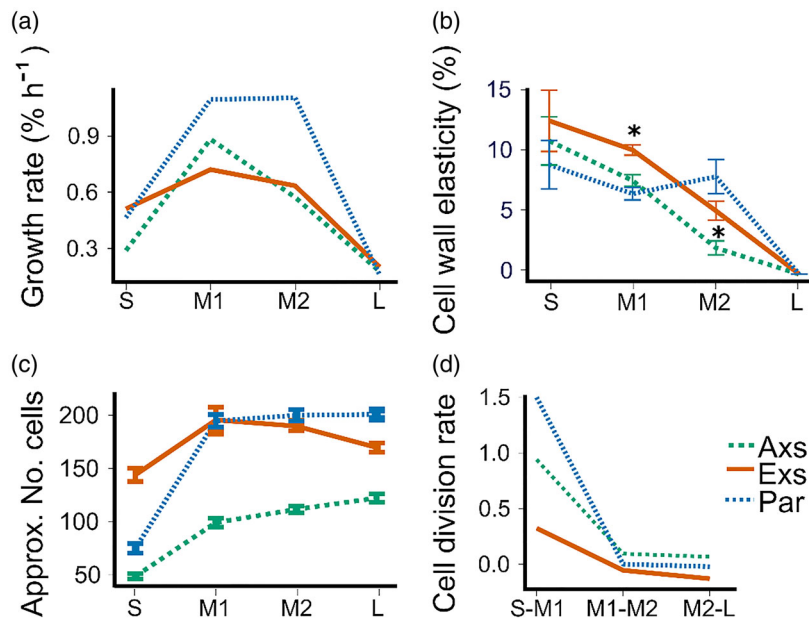 (a)
Growth rate (% h⁻¹)
0.9
0.6
0.3
S M1 M2 L
(b)
Cell wall elasticity (%)
15
10
5
0
*
*
S M1 M2 L
(c)
Approx. No. cells
200
150
100
50
S M1 M2 L
(d)
Cell division rate
1.5
1.0
0.5
0.0
S-M1 M1-M2 M2-L
Axs
Exs
Par